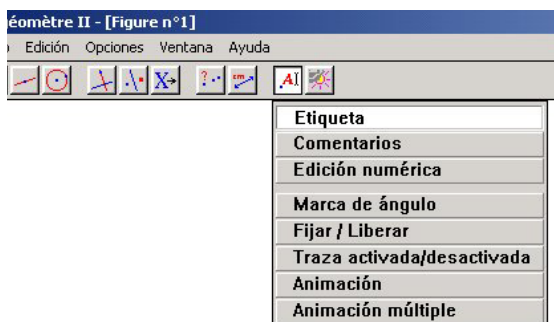 éomètre II - [Figure n°1]
Edición Opciones Ventana Ayuda
X→ ?·· cm A
Etiqueta
Comentarios
Edición numérica
Marca de ángulo
Fijar / Liberar
Traza activada/desactivada
Animación
Animación múltiple